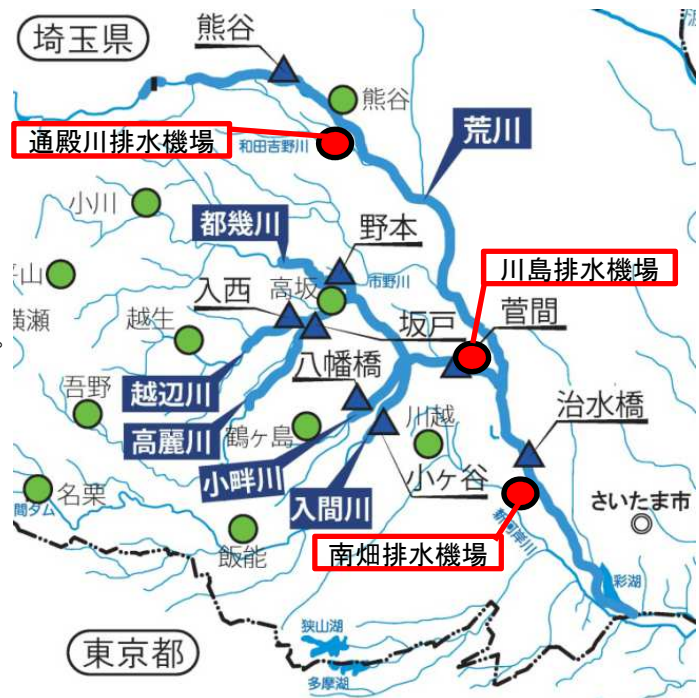 埼玉県
熊谷
熊谷
通殿川排水機場
和田吉野川
荒川
小川
都幾川
野本
市野川
川島排水機場
入西
高坂
坂戸
菅間
横瀬
越生
八幡橋
越辺川
吾野
高麗川
鶴ヶ島
川越
治水橋
小畔川
小ヶ谷
名栗
入間川
さいたま市
飯能
南畑排水機場
新河岸川
彩湖
狭山湖
東京都
多摩湖